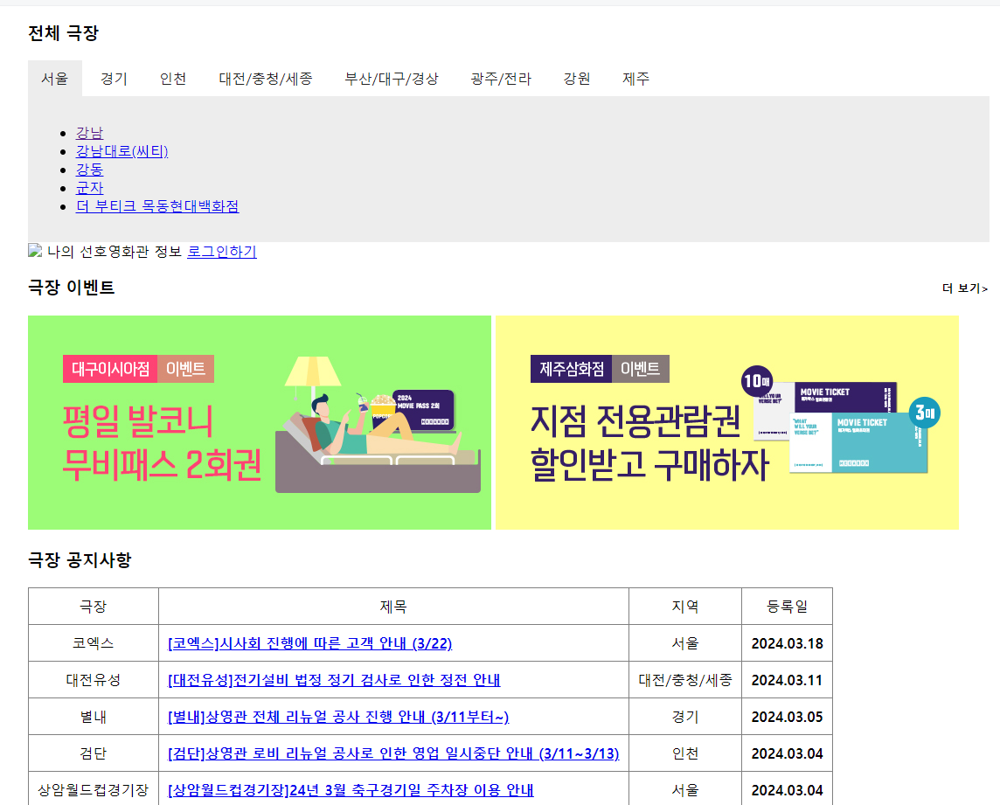 전체 극장
서울 경기 인천 대전/충청/세종 부산/대구/경상 광주/전라 강원 제주
강남
강남대로(씨티)
강동
군자
더 부티크 목동현대백화점
나의 선호영화관 정보 로그인하기
극장 이벤트 더 보기>
대구이시아점 이벤트
평일 발코니
무비패스 2회권
2024
MOVIE PASS 2회
제주삼화점 이벤트
지점 전용관람권
할인받고 구매하자
10매
MOVIE TICKET
3매
"WHAT
WILL YOUR
VERSE BE?"
MOVIE TICKET
극장 공지사항
극장 제목 지역 등록일
코엑스 [코엑스]시사회 진행에 따른 고객 안내 (3/22) 서울 2024.03.18
대전유성 [대전유성]전기설비 법정 정기 검사로 인한 정전 안내 대전/충청/세종 2024.03.11
별내 [별내]상영관 전체 리뉴얼 공사 진행 안내 (3/11부터~) 경기 2024.03.05
검단 [검단]상영관 로비 리뉴얼 공사로 인한 영업 일시중단 안내 (3/11~3/13) 인천 2024.03.04
상암월드컵경기장 [상암월드컵경기장]24년 3월 축구경기일 주차장 이용 안내 서울 2024.03.04